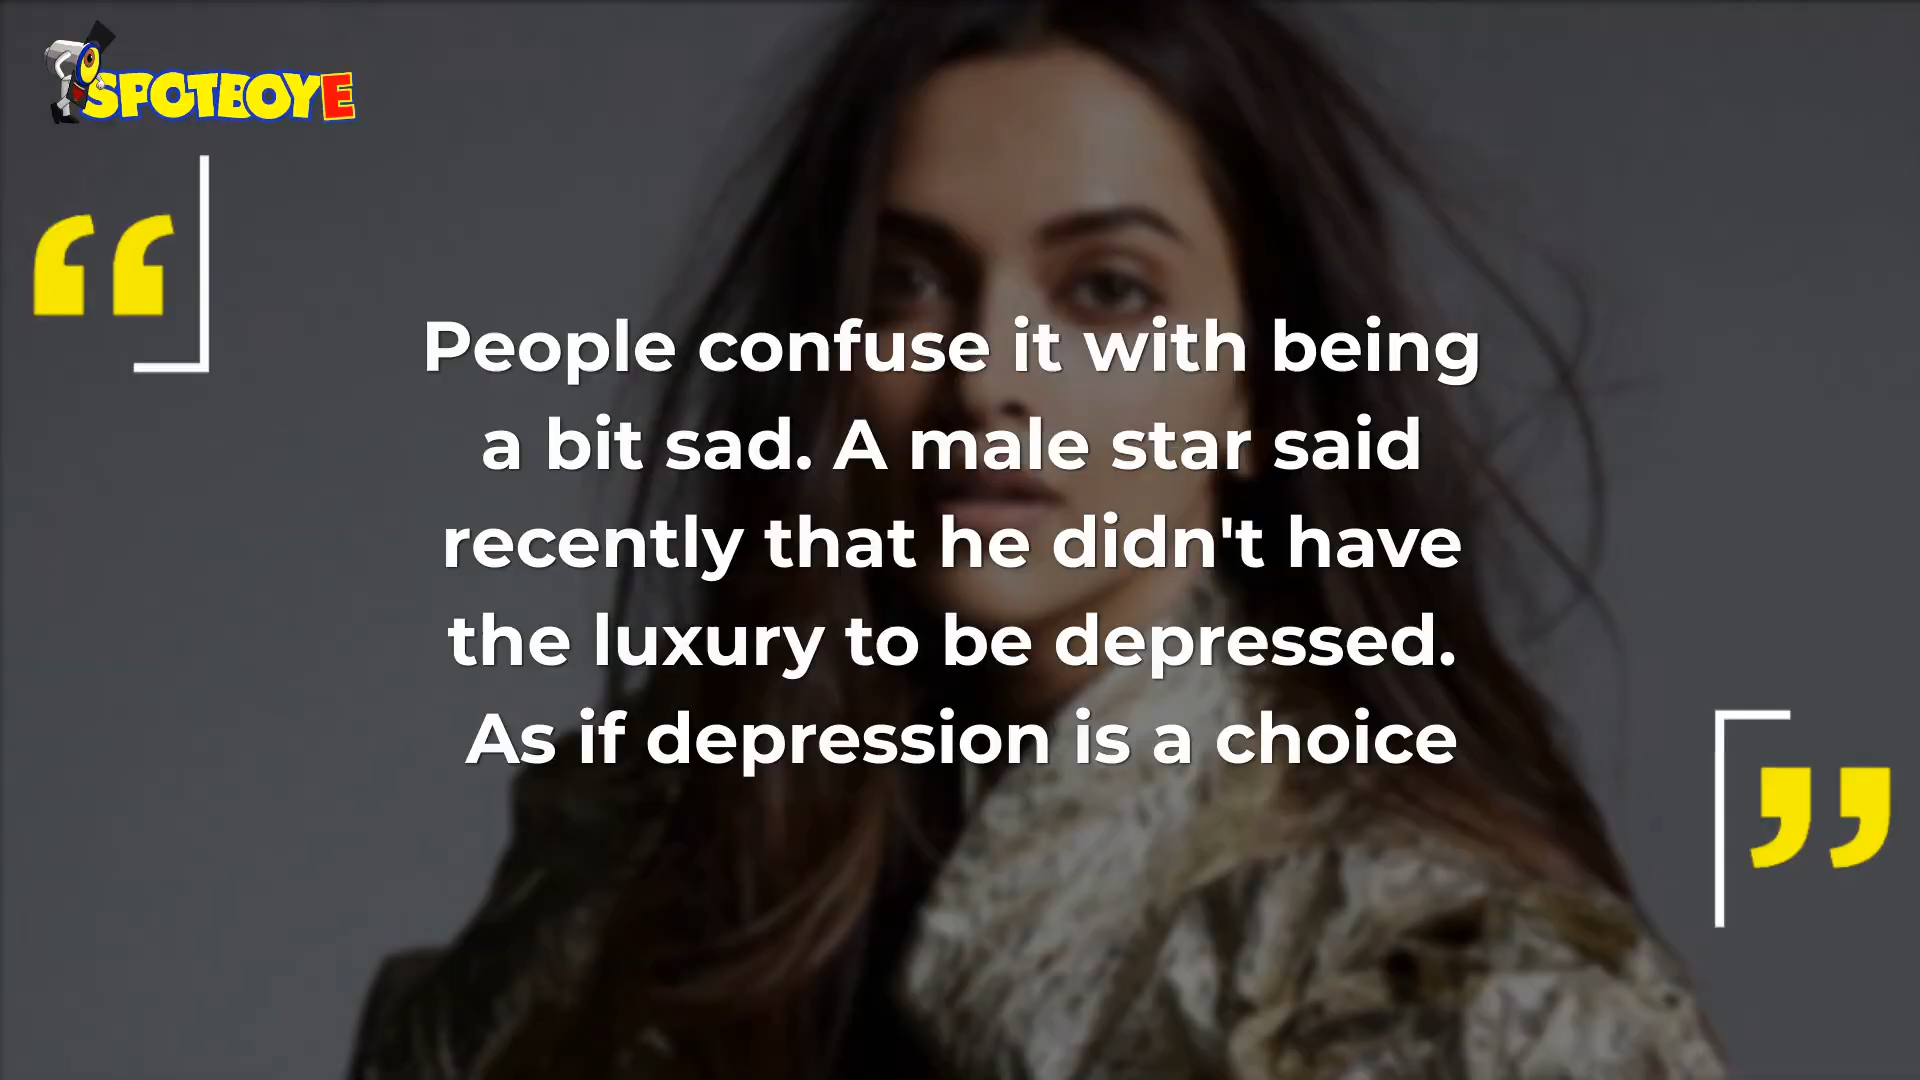 SPOTBOYE
“
People confuse it with being
a bit sad. A male star said
recently that he didn't have
the luxury to be depressed.
As if depression is a choice
”